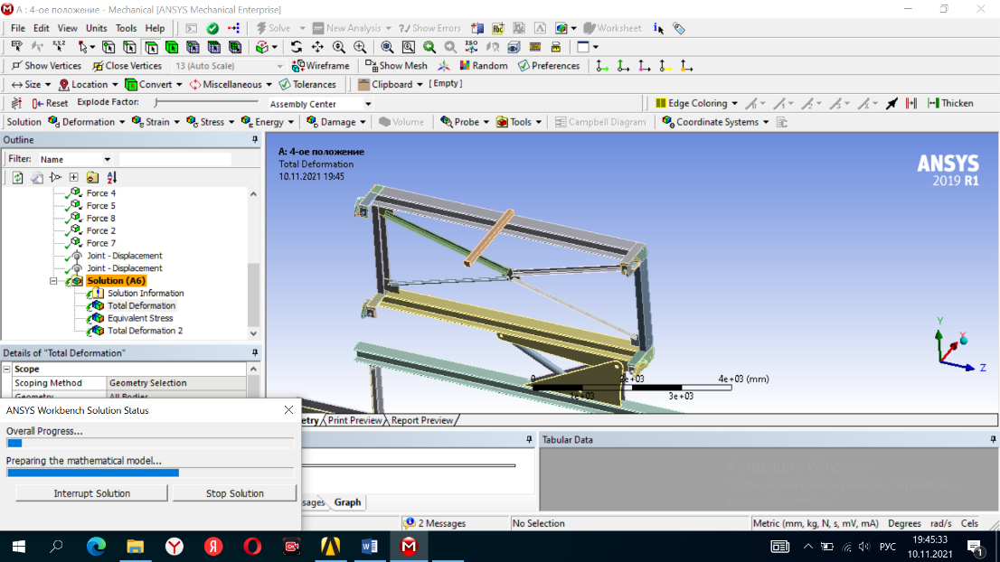 A : 4-ое положение - Mechanical [ANSYS Mechanical Enterprise]
File Edit View Units Tools Help Solve New Analysis Show Errors Worksheet
Show Vertices Close Vertices 13 (Auto Scale) Wireframe Show Mesh Random Preferences
Size Location Convert Miscellaneous Tolerances Clipboard [ Empty ]
Reset Explode Factor: Assembly Center Edge Coloring Thicken
Solution Deformation Strain Stress Energy Damage Volume Probe Tools Campbell Diagram Coordinate Systems
Outline
Filter: Name
Force 4
Force 5
Force 8
Force 2
Force 7
Joint - Displacement
Joint - Displacement
Solution (A6)
Solution Information
Total Deformation
Equivalent Stress
Total Deformation 2
Details of "Total Deformation"
Scope
Scoping Method Geometry Selection
Geometry All Bodies
A: 4-ое положение
Total Deformation
10.11.2021 19:45
ANSYS
2019 R1
Y
X
Z
0 2e+03 4e+03 (mm)
1e+03 3e+03
Print Preview Report Preview
ANSYS Workbench Solution Status
Overall Progress...
Preparing the mathematical model...
Interrupt Solution Stop Solution
Tabular Data
Активация Windows
Graph
2 Messages No Selection Metric (mm, kg, N, s, mV, mA) Degrees rad/s Cels
РУС
19:45:33
10.11.2021
1